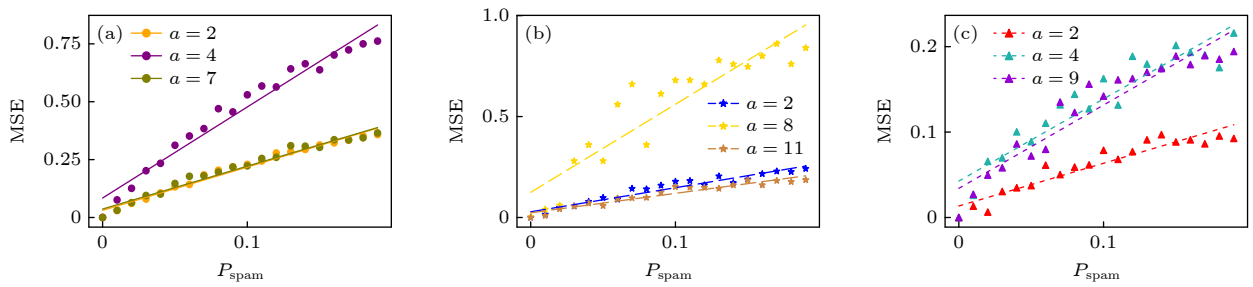 (a)
a = 2
a = 4
a = 7
MSE
0.75
0.50
0.25
0
0
0.1
P_spam
(b)
a = 2
a = 8
a = 11
MSE
1.0
0.5
0
0
0.1
P_spam
(c)
a = 2
a = 4
a = 9
MSE
0.2
0.1
0
0
0.1
P_spam